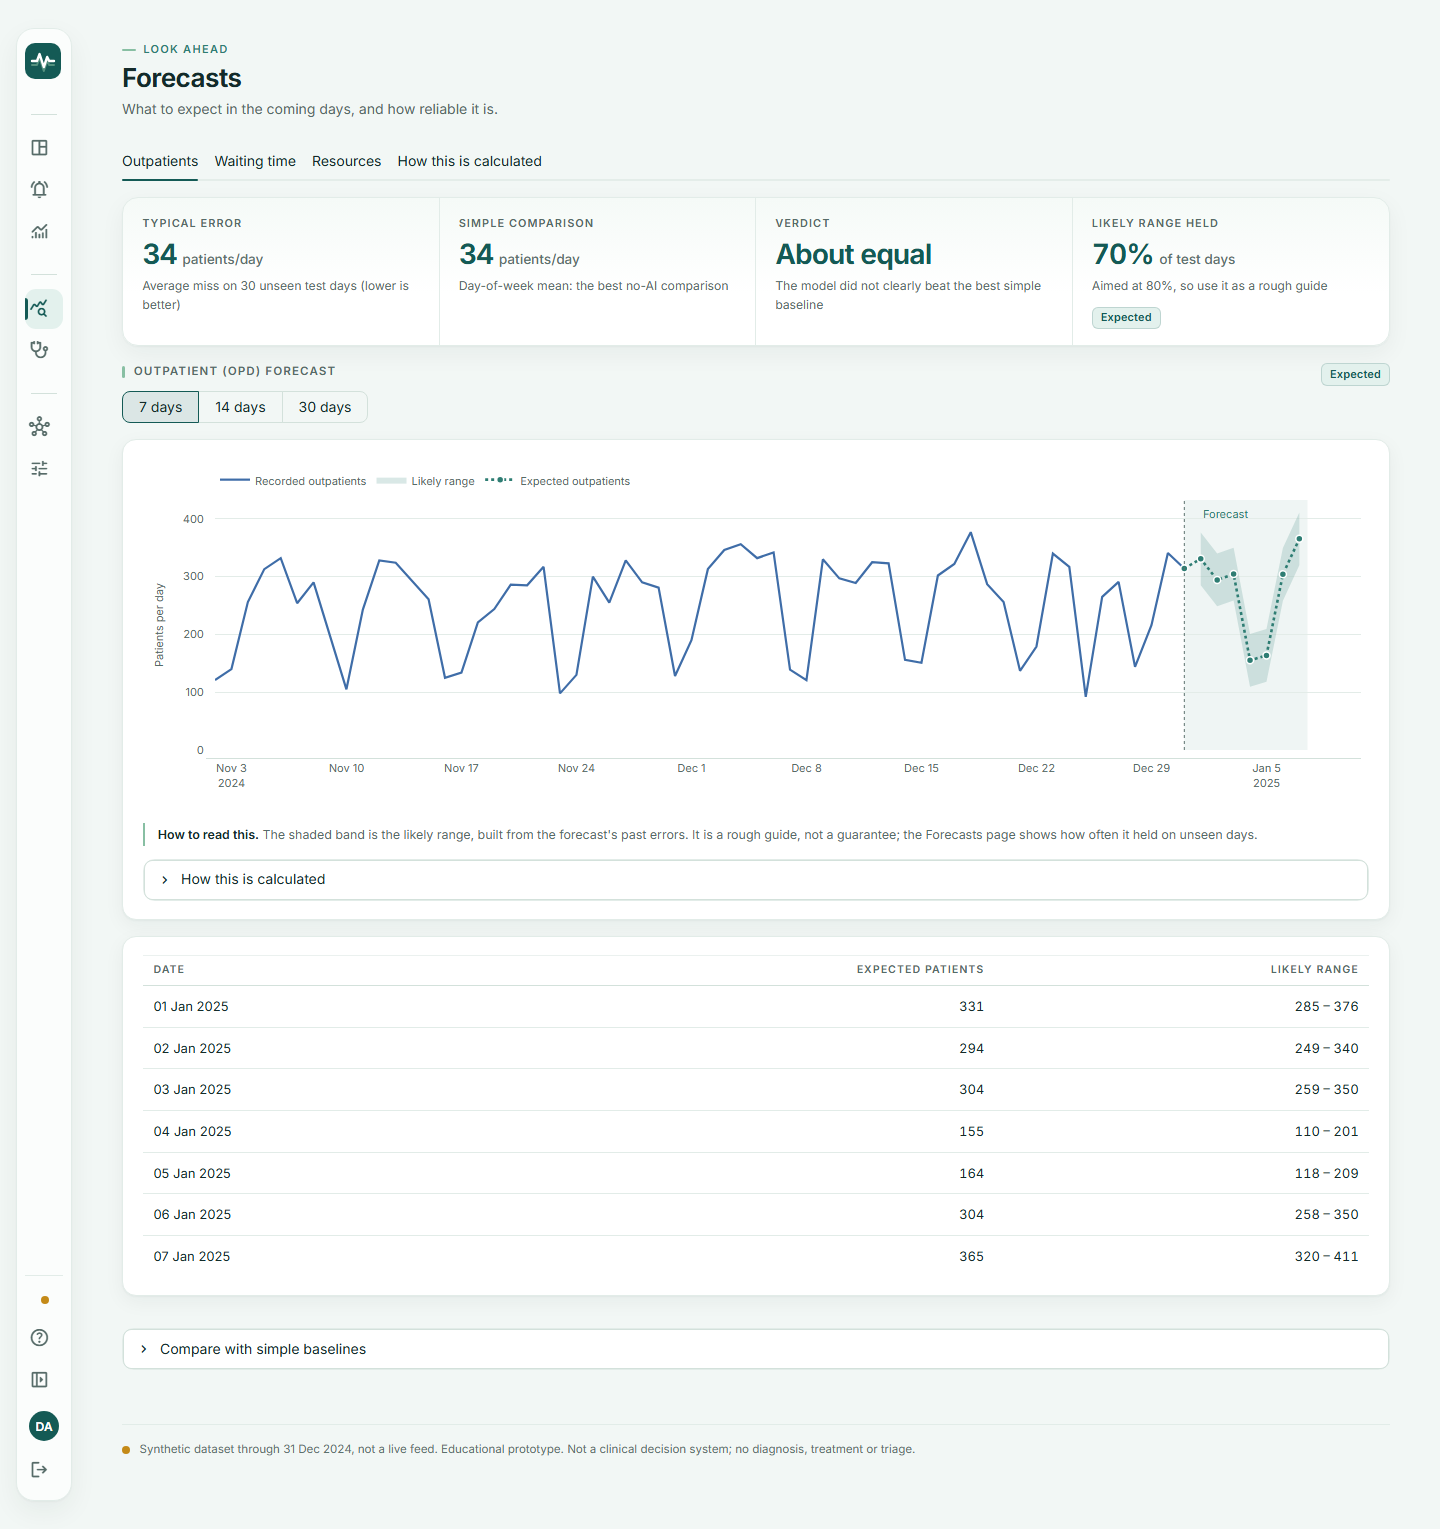 LOOK AHEAD
Forecasts
What to expect in the coming days, and how reliable it is.
Outpatients Waiting time Resources How this is calculated
TYPICAL ERROR
34 patients/day
Average miss on 30 unseen test days (lower is
better)
SIMPLE COMPARISON
34 patients/day
Day-of-week mean: the best no-AI comparison
VERDICT
About equal
The model did not clearly beat the best simple
baseline
LIKELY RANGE HELD
70% of test days
Aimed at 80%, so use it as a rough guide
Expected
OUTPATIENT (OPD) FORECAST
Expected
7 days 14 days 30 days
Recorded outpatients Likely range Expected outpatients
Forecast
Patients per day
400
300
200
100
0
Nov 3 Nov 10 Nov 17 Nov 24 Dec 1 Dec 8 Dec 15 Dec 22 Dec 29 Jan 5
2024 2025
How to read this. The shaded band is the likely range, built from the forecast's past errors. It is a rough guide, not a guarantee; the Forecasts page shows how often it held on unseen days.
How this is calculated
DATE EXPECTED PATIENTS LIKELY RANGE
01 Jan 2025 331 285 – 376
02 Jan 2025 294 249 – 340
03 Jan 2025 304 259 – 350
04 Jan 2025 155 110 – 201
05 Jan 2025 164 118 – 209
06 Jan 2025 304 258 – 350
07 Jan 2025 365 320 – 411
Compare with simple baselines
DA
Synthetic dataset through 31 Dec 2024, not a live feed. Educational prototype. Not a clinical decision system; no diagnosis, treatment or triage.